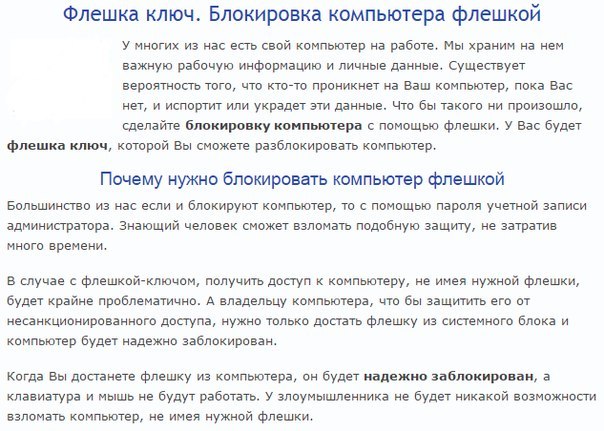 Флешка ключ. Блокировка компьютера флешкой
У многих из нас есть свой компьютер на работе. Мы храним на нем
важную рабочую информацию и личные данные. Существует
вероятность того, что кто-то проникнет на Ваш компьютер, пока Вас
нет, и испортит или украдет эти данные. Что бы такого ни произошло,
сделайте блокировку компьютера с помощью флешки. У Вас будет
флешка ключ, которой Вы сможете разблокировать компьютер.
Почему нужно блокировать компьютер флешкой
Большинство из нас если и блокируют компьютер, то с помощью пароля учетной записи
администратора. Знающий человек сможет взломать подобную защиту, не затратив
много времени.
В случае с флешкой-ключом, получить доступ к компьютеру, не имея нужной флешки,
будет крайне проблематично. А владельцу компьютера, что бы защитить его от
несанкционированного доступа, нужно только достать флешку из системного блока и
компьютер будет надежно заблокирован.
Когда Вы достанете флешку из компьютера, он будет надежно заблокирован, а
клавиатура и мышь не будут работать. У злоумышленника не будет никакой возможности
взломать компьютер, не имея нужной флешки.